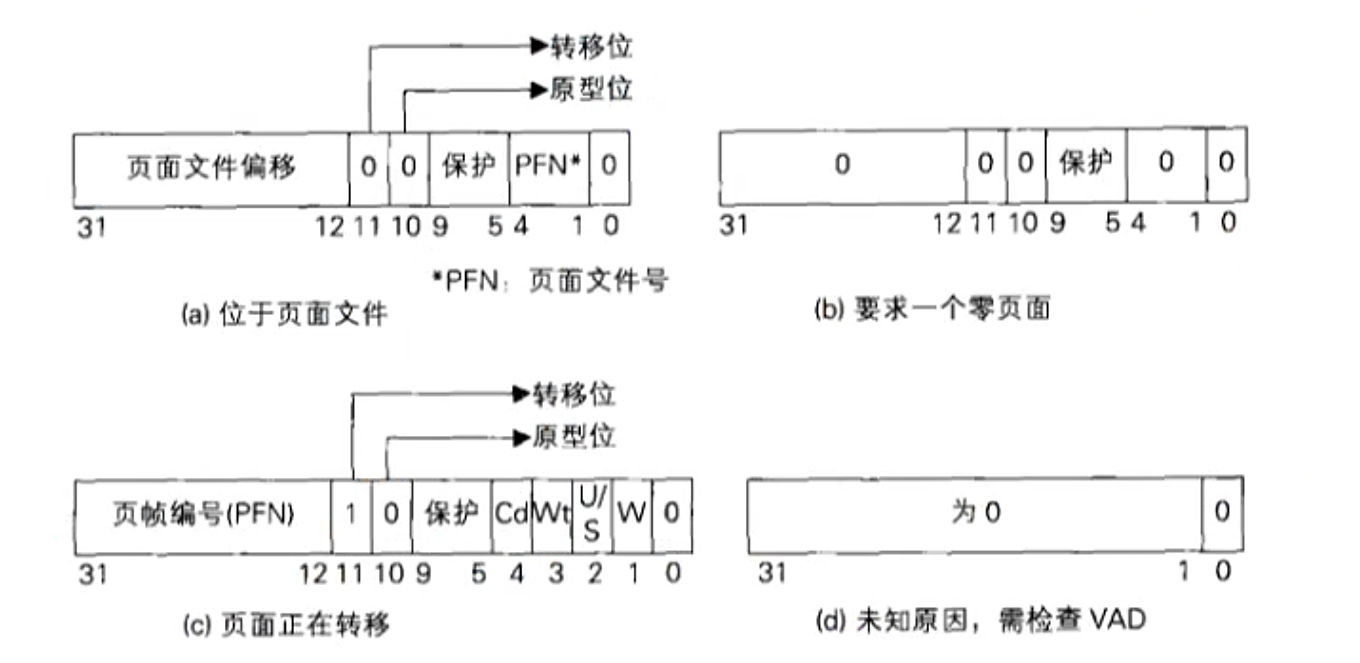 转移位
原型位
页面文件偏移 0 0 保护 PFN* 0
31 12 11 10 9 5 4 1 0
*PFN：页面文件号
(a) 位于页面文件
0 0 0 保护 0 0
31 12 11 10 9 5 4 1 0
(b) 要求一个零页面
转移位
原型位
页帧编号(PFN) 1 0 保护 Cd Wt U/S W 0
31 12 11 10 9 5 4 3 2 1 0
(c) 页面正在转移
为 0 0
31 1 0
(d) 未知原因，需检查 VAD